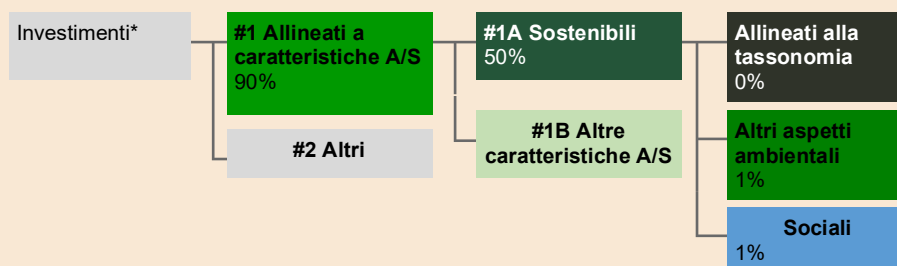 Investimenti*
#1 Allineati a
caratteristiche A/S
90%
#2 Altri
#1A Sostenibili
50%
#1B Altre
caratteristiche A/S
Allineati alla
tassonomia
0%
Altri aspetti
ambientali
1%
Sociali
1%